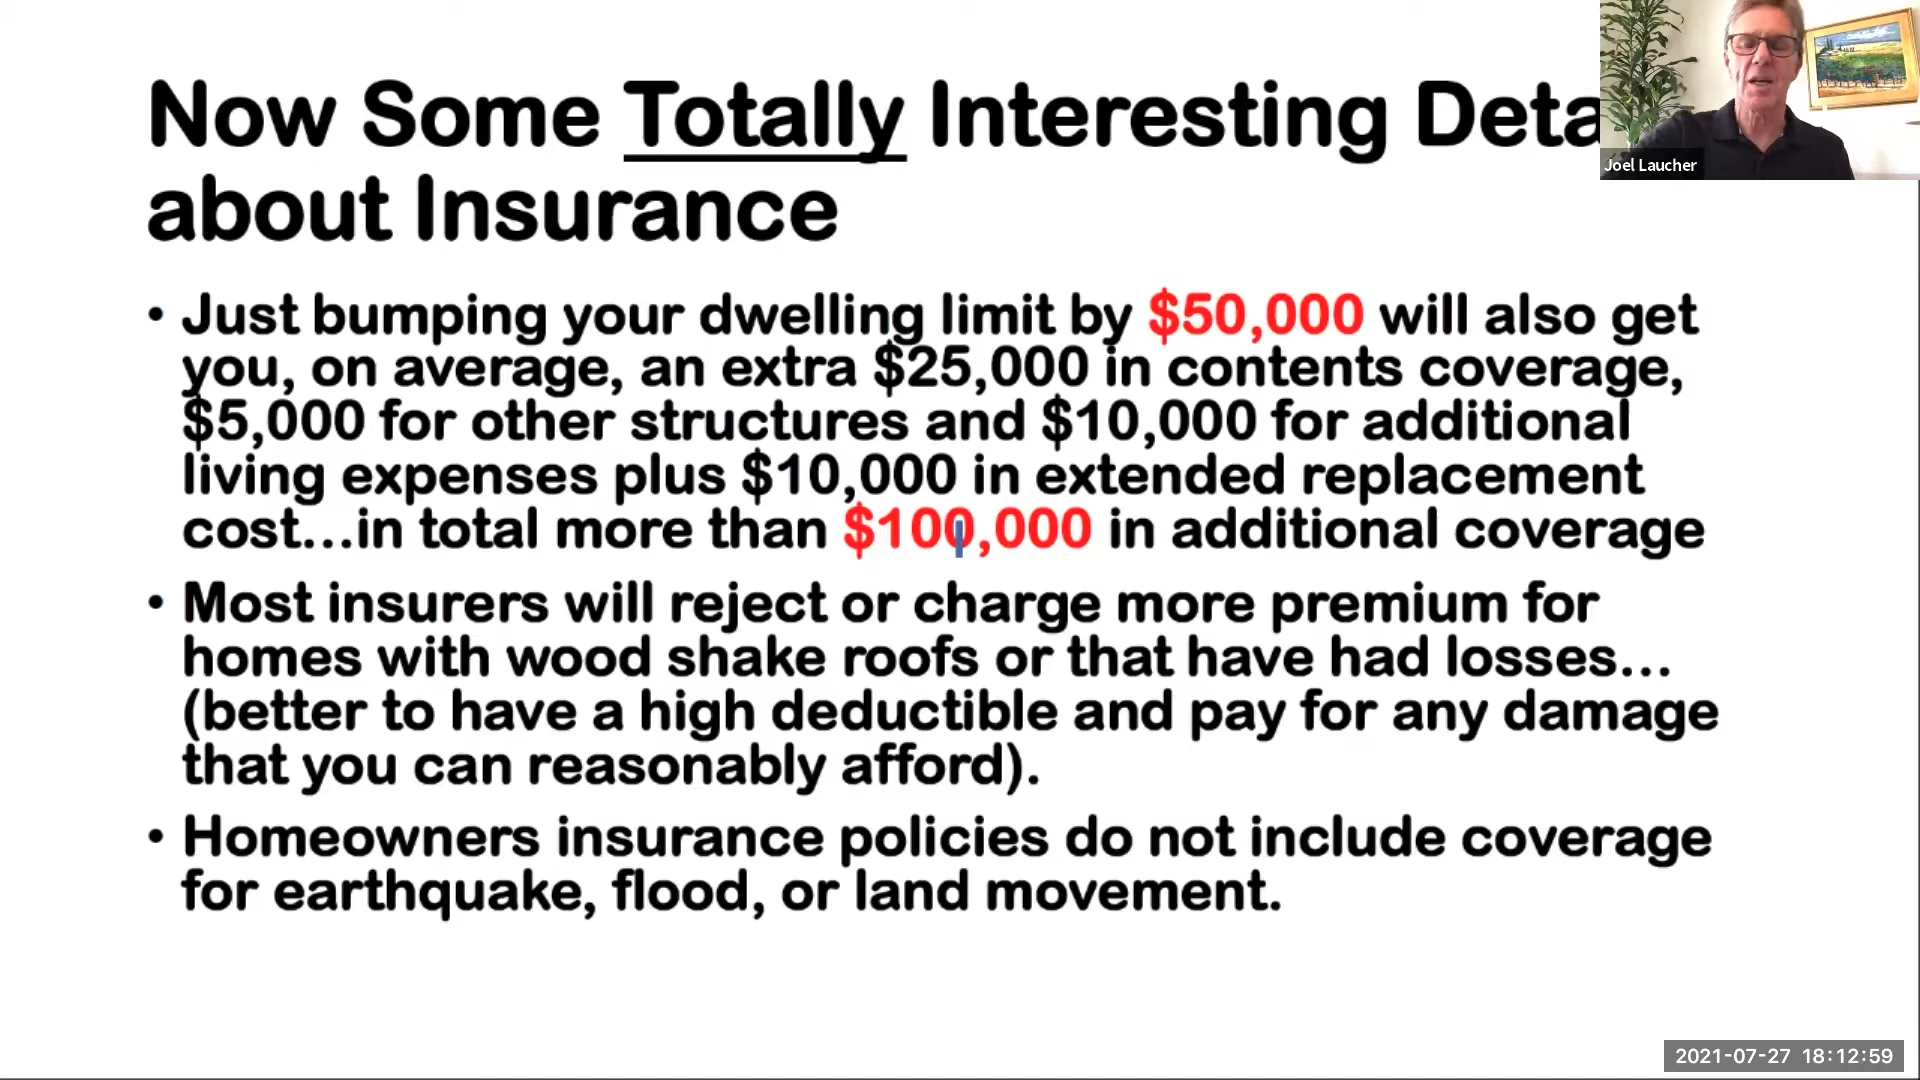 Now Some Totally Interesting Deta
about Insurance
• Just bumping your dwelling limit by $50,000 will also get
you, on average, an extra $25,000 in contents coverage,
$5,000 for other structures and $10,000 for additional
living expenses plus $10,000 in extended replacement
cost…in total more than $100,000 in additional coverage
• Most insurers will reject or charge more premium for
homes with wood shake roofs or that have had losses…
(better to have a high deductible and pay for any damage
that you can reasonably afford).
• Homeowners insurance policies do not include coverage
for earthquake, flood, or land movement.
Joel Laucher
2021-07-27 18:12:59